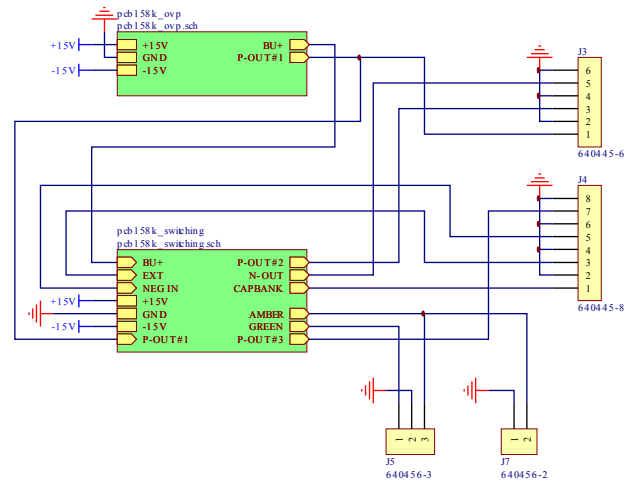 pcb158k_ovp
pcb158k_ovp.sch
+15V
+15V
BU+
GND
P-OUT#1
-15V
-15V
J3
6
5
4
3
2
1
640445-6
J4
8
7
6
5
4
3
2
1
640445-8
pcb158k_switching
pcb158k_switching.sch
BU+
P-OUT#2
EXT
N-OUT
NEG IN
CAPBANK
+15V
+15V
GND
AMBER
-15V
-15V
GREEN
P-OUT#1
P-OUT#3
1
2
3
J5
640456-3
1
2
J7
640456-2